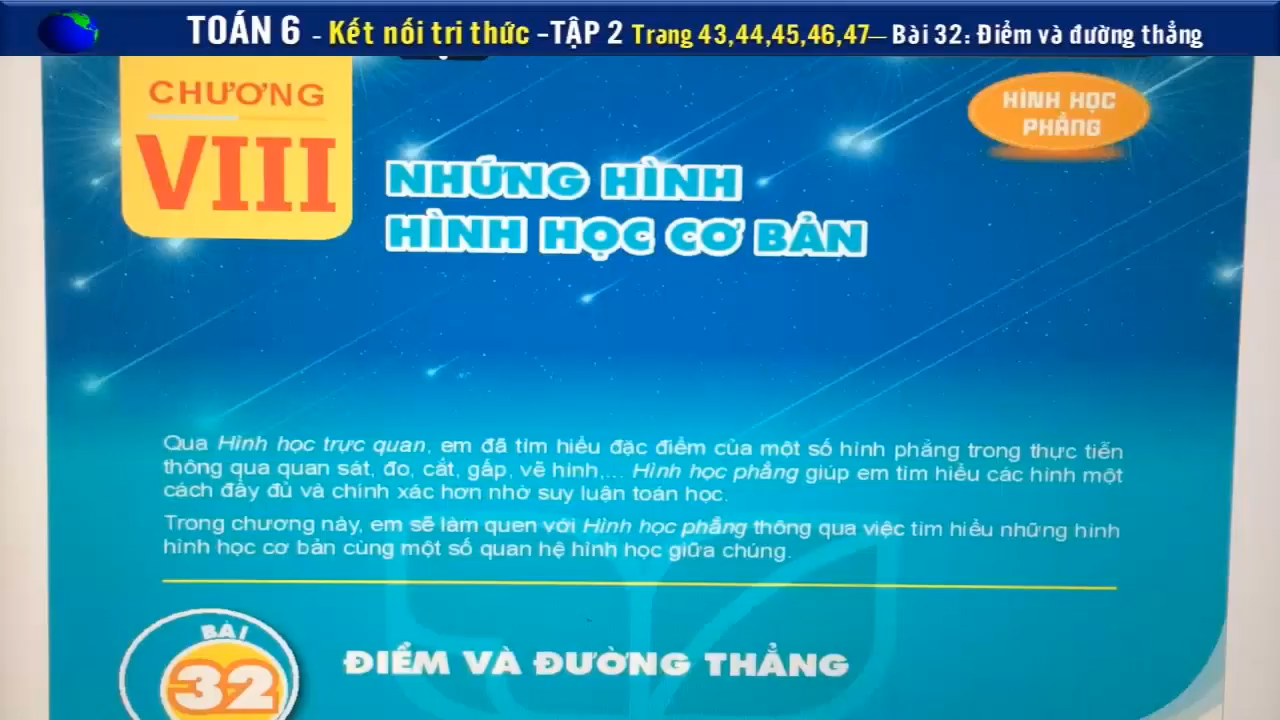 TOÁN 6 - Kết nối tri thức -TẬP 2 Trang 43,44,45,46,47– Bài 32: Điểm và đường thẳng
CHƯƠNG
VIII
HÌNH HỌC
PHẲNG
NHỮNG HÌNH
HÌNH HỌC CƠ BẢN
Qua Hình học trực quan, em đã tìm hiểu đặc điểm của một số hình phẳng trong thực tiễn
thông qua quan sát, đo, cắt, gấp, vẽ hình,... Hình học phẳng giúp em tìm hiểu các hình một
cách đầy đủ và chính xác hơn nhờ suy luận toán học.
Trong chương này, em sẽ làm quen với Hình học phẳng thông qua việc tìm hiểu những hình
hình học cơ bản cùng một số quan hệ hình học giữa chúng.
BÀI
32
ĐIỂM VÀ ĐƯỜNG THẲNG